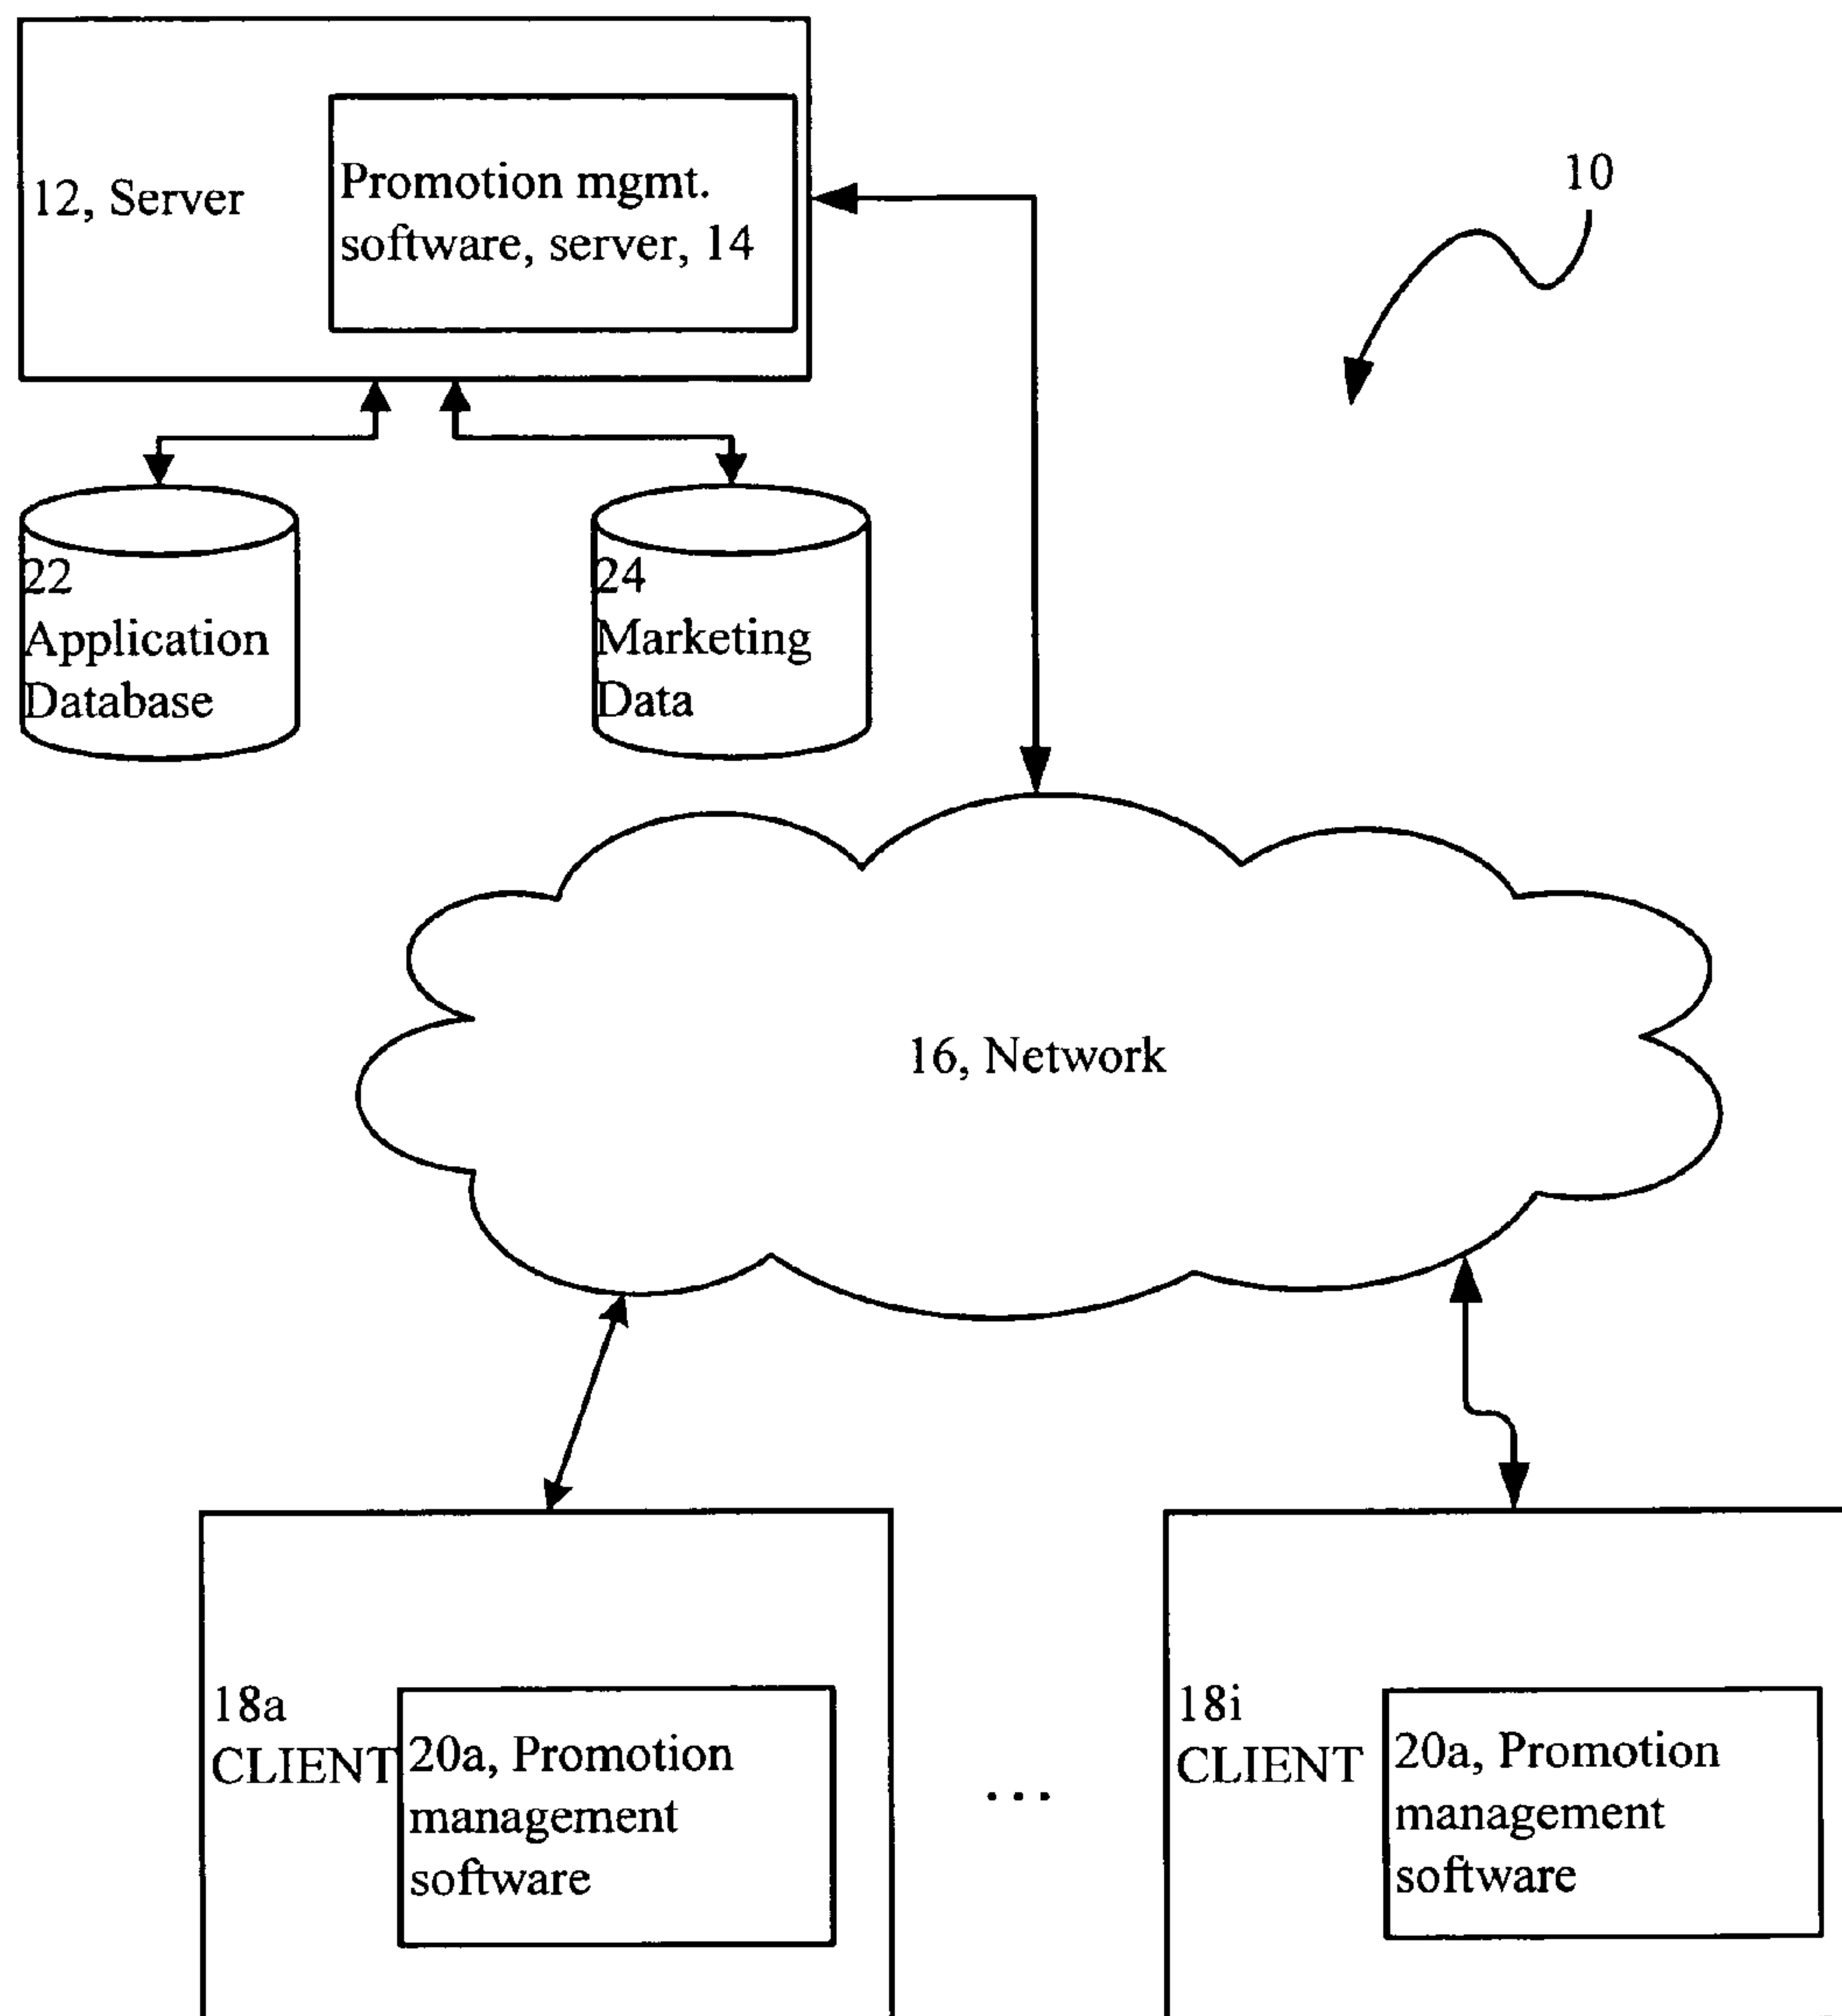 12, Server
Promotion mgmt.
software, server, 14
10
22
Application
Database
24
Marketing
Data
16, Network
18a
CLIENT
20a, Promotion
management
software
...
18i
CLIENT
20a, Promotion
management
software